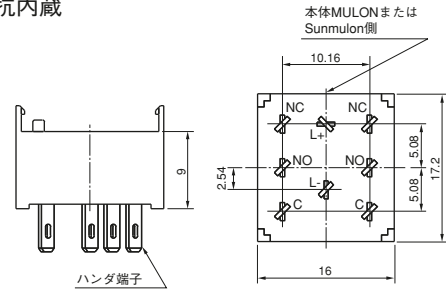 抗内蔵
本体MULONまたは
Sunmulon側
10.16
NC
NC
L+
NO
NO
L-
C
C
5.08
5.08
17.2
2.54
16
9
ハンダ端子